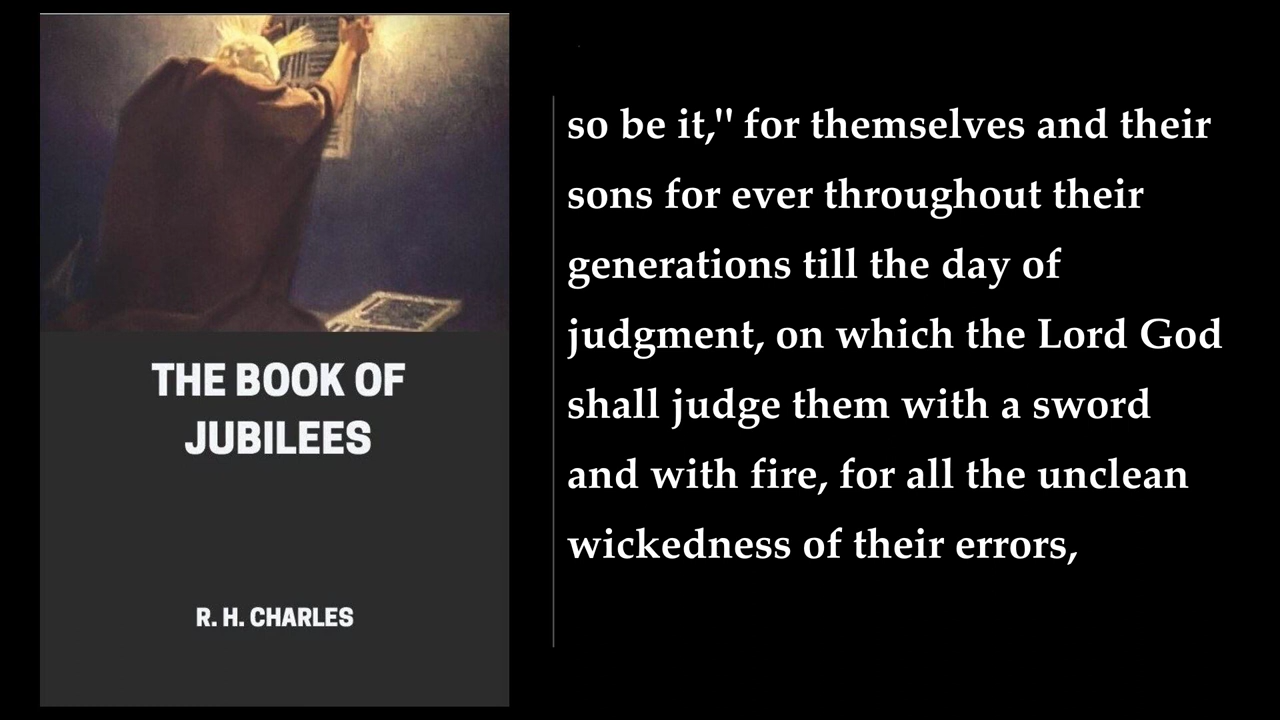 THE BOOK OF
JUBILEES
R. H. CHARLES
so be it," for themselves and their
sons for ever throughout their
generations till the day of
judgment, on which the Lord God
shall judge them with a sword
and with fire, for all the unclean
wickedness of their errors,